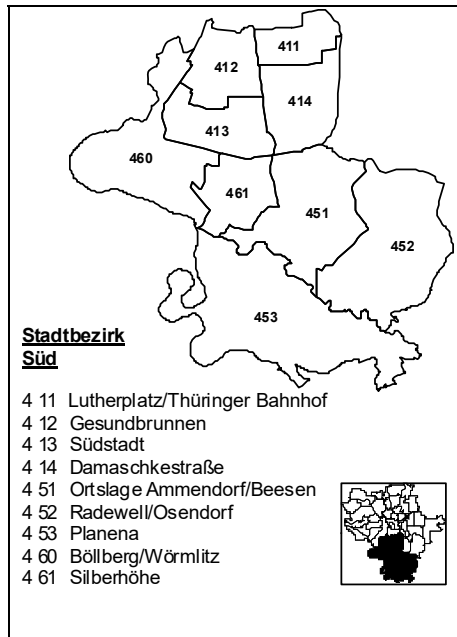 411
412
414
413
460
461
451
452
453
Stadtbezirk
Süd
4 11 Lutherplatz/Thüringer Bahnhof
4 12 Gesundbrunnen
4 13 Südstadt
4 14 Damaschkestraße
4 51 Ortslage Ammendorf/Beesen
4 52 Radewell/Osendorf
4 53 Planena
4 60 Böllberg/Wörmlitz
4 61 Silberhöhe